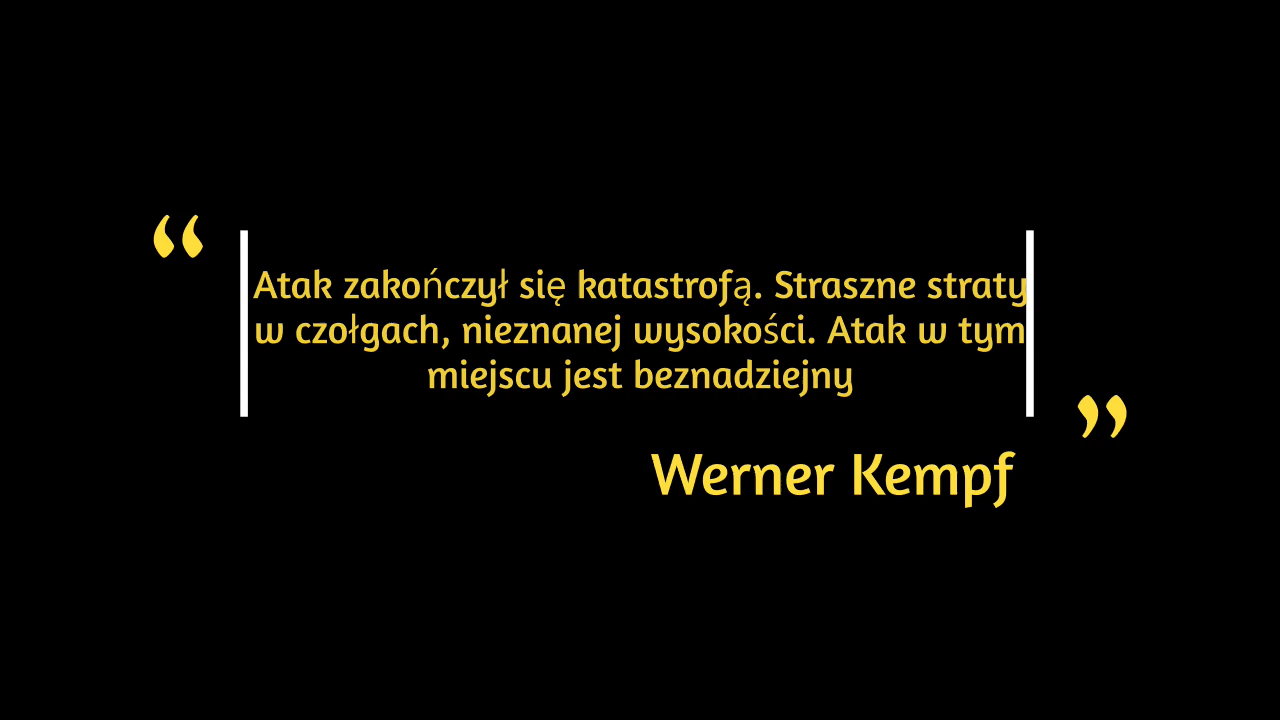 “
Atak zakończył się katastrofą. Straszne straty
w czołgach, nieznanej wysokości. Atak w tym
miejscu jest beznadziejny
”
Werner Kempf